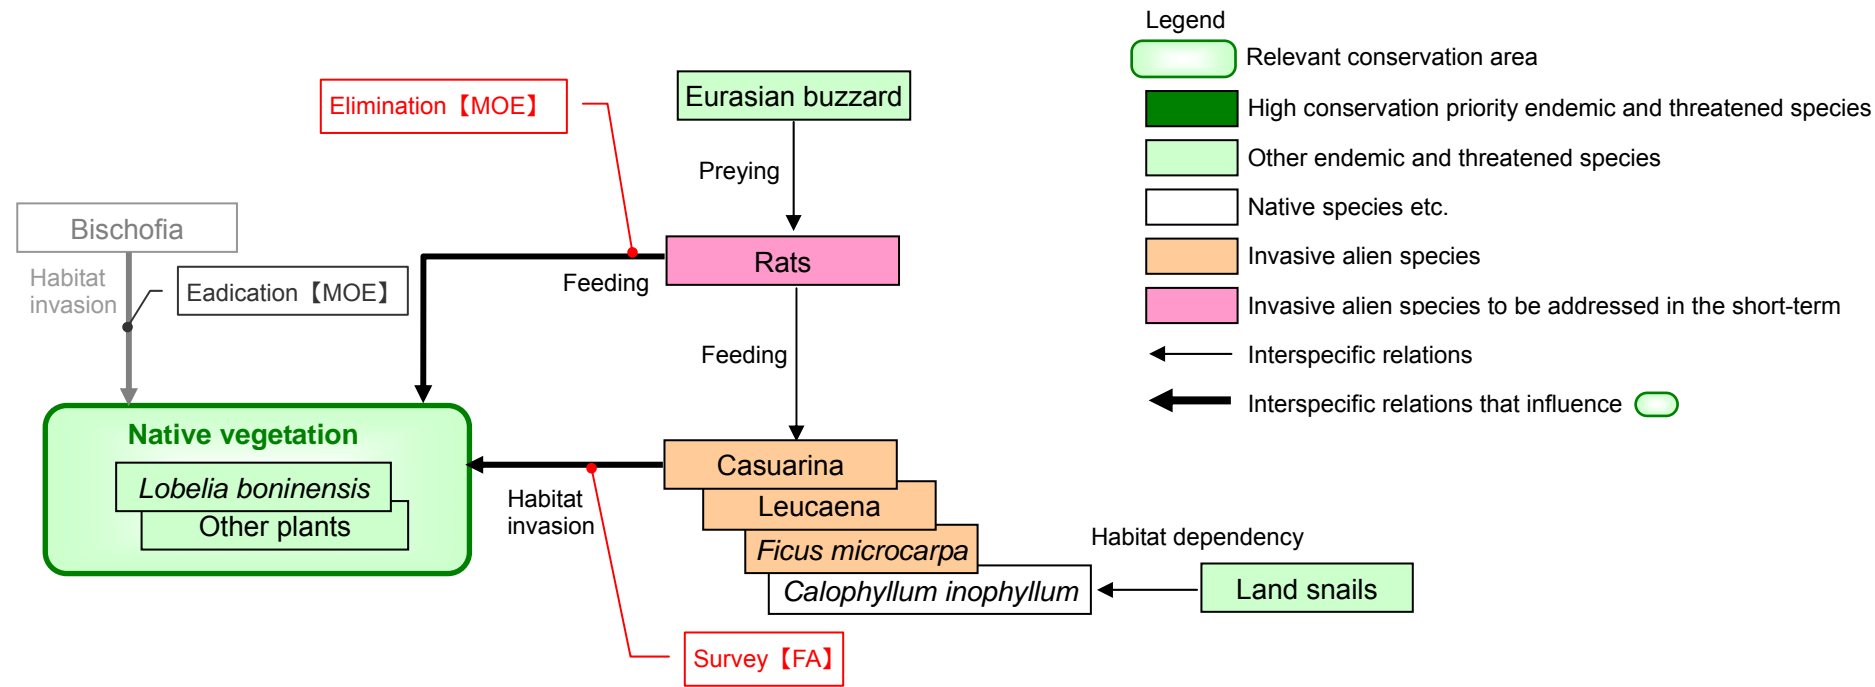 Legend
Relevant conservation area
High conservation priority endemic and threatened species
Other endemic and threatened species
Native species etc.
Invasive alien species
Invasive alien species to be addressed in the short-term
Interspecific relations
Interspecific relations that influence
Elimination【MOE】
Eurasian buzzard
Preying
Bischofia
Habitat
invasion
Eadication【MOE】
Rats
Feeding
Feeding
Native vegetation
Lobelia boninensis
Other plants
Habitat
invasion
Casuarina
Leucaena
Ficus microcarpa
Calophyllum inophyllum
Habitat dependency
Land snails
Survey【FA】